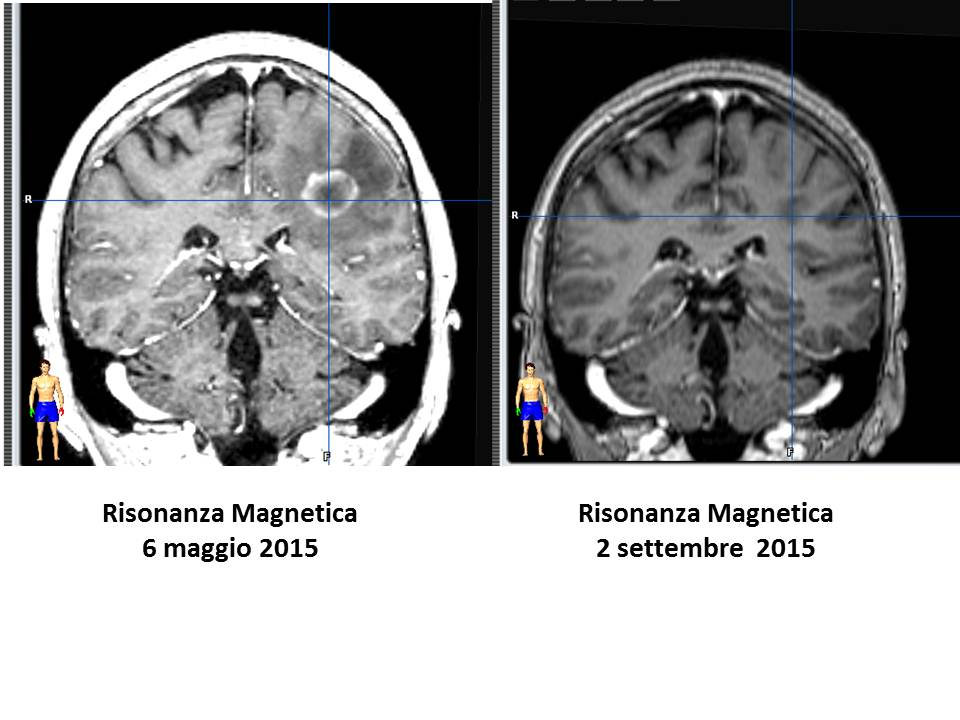 R
R
F
F
Risonanza Magnetica
6 maggio 2015
Risonanza Magnetica
2 settembre  2015